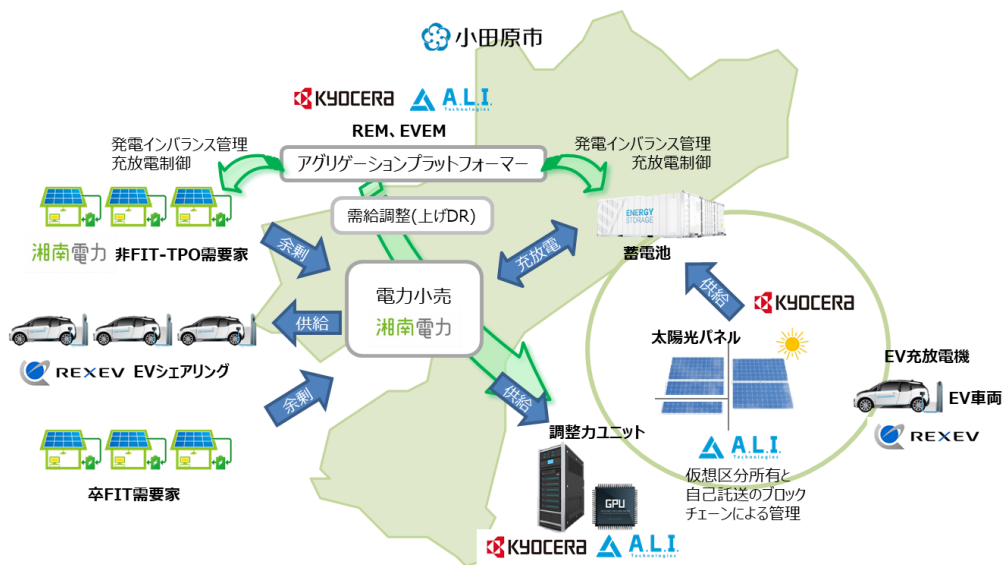 小田原市
KYOCERA A.L.I. Technologies
REM、EVEM
発電インバランス管理
充放電制御
アグリゲーションプラットフォーマー
発電インバランス管理
充放電制御
需給調整(上げDR)
湘南電力 非FIT-TPO需要家
余剰
充放電
ENERGY
STORAGE
蓄電池
電力小売
湘南電力
供給
供給
KYOCERA
太陽光パネル
REXEV EVシェアリング
EV充放電機
EV車両
REXEV
余剰
供給
調整力ユニット
GPU
A.L.I. Technologies
仮想区分所有と
自己託送のブロック
チェーンによる管理
卒FIT需要家
KYOCERA A.L.I. Technologies